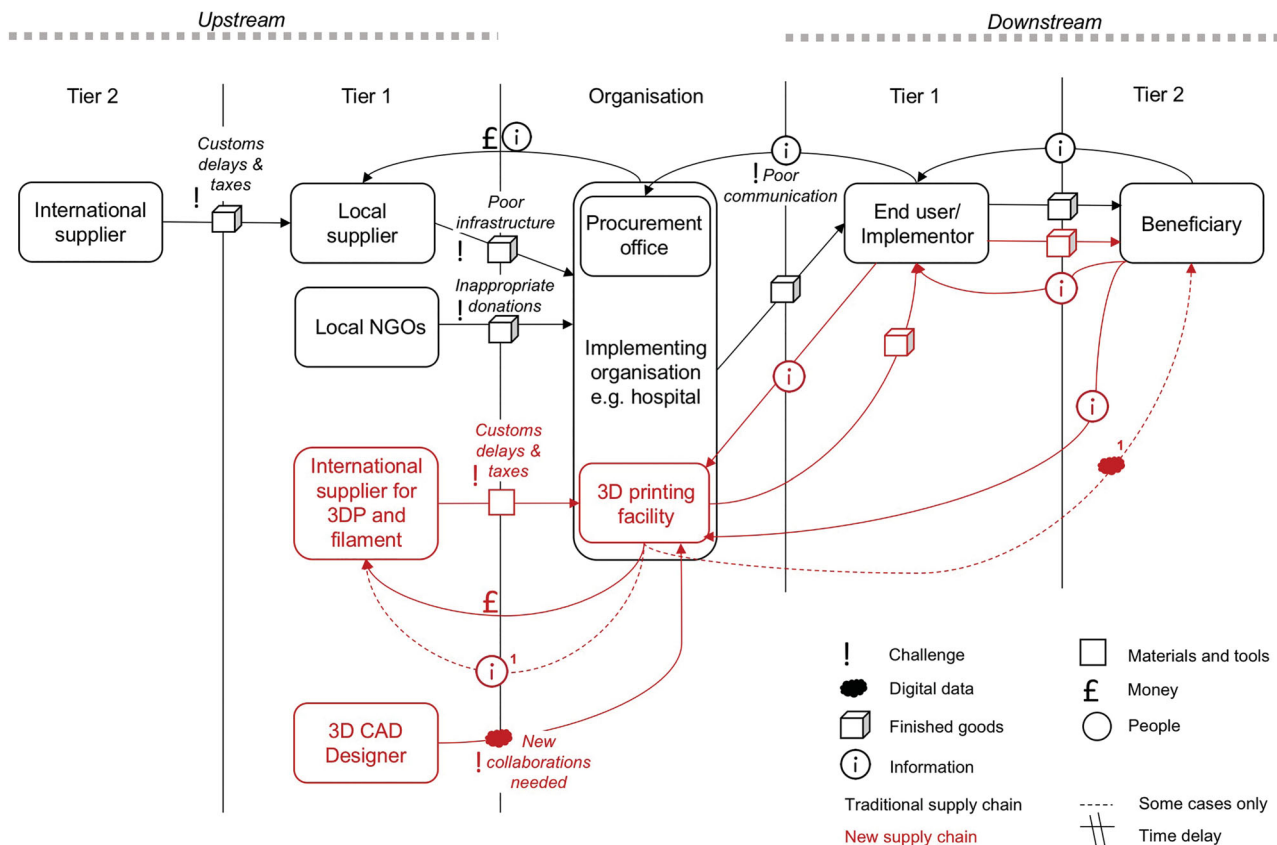 Upstream
Downstream
Tier 2
Tier 1
Organisation
Tier 1
Tier 2
Customs
delays &
taxes
!
£
i
i
i
! Poor
communication
International
supplier
Local
supplier
Poor
infrastructure
!
Procurement
office
End user/
Implementor
Beneficiary
Inappropriate
donations
!
i
Local NGOs
Implementing
organisation
e.g. hospital
i
i
Customs
delays &
taxes
!
1
International
supplier for
3DP and
filament
3D printing
facility
£
i
1
3D CAD
Designer
! New
collaborations
needed
! Challenge
Digital data
Finished goods
i Information
Traditional supply chain
New supply chain
Materials and tools
£ Money
People
Some cases only
Time delay